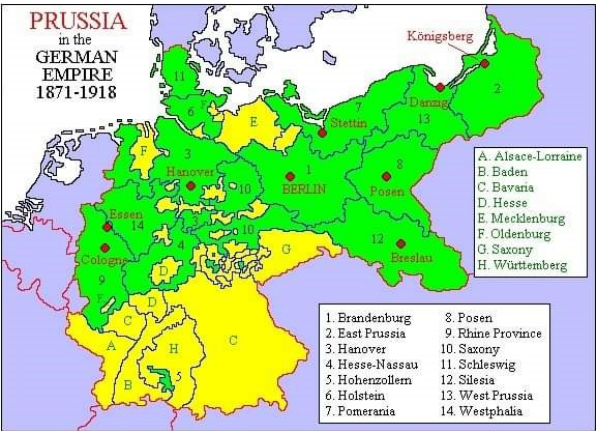 PRUSSIA
in the
GERMAN
EMPIRE
1871-1918
Königsberg
11
2
6
F
7
Danzig
13
E
Stettin
F
3
Hanover
10
1
BERLIN
8
Posen
Essen
14
3
4
10
Cologne
G
12
Breslau
9
D
F
D
C
A
H
C
B
5
A. Alsace-Lorraine
B. Baden
C. Bavaria
D. Hesse
E. Mecklenburg
F. Oldenburg
G. Saxony
H. Württemberg
1. Brandenburg
2. East Prussia
3. Hanover
4. Hesse-Nassau
5. Hohenzollern
6. Holstein
7. Pomerania
8. Posen
9. Rhine Province
10. Saxony
11. Schleswig
12. Silesia
13. West Prussia
14. Westphalia